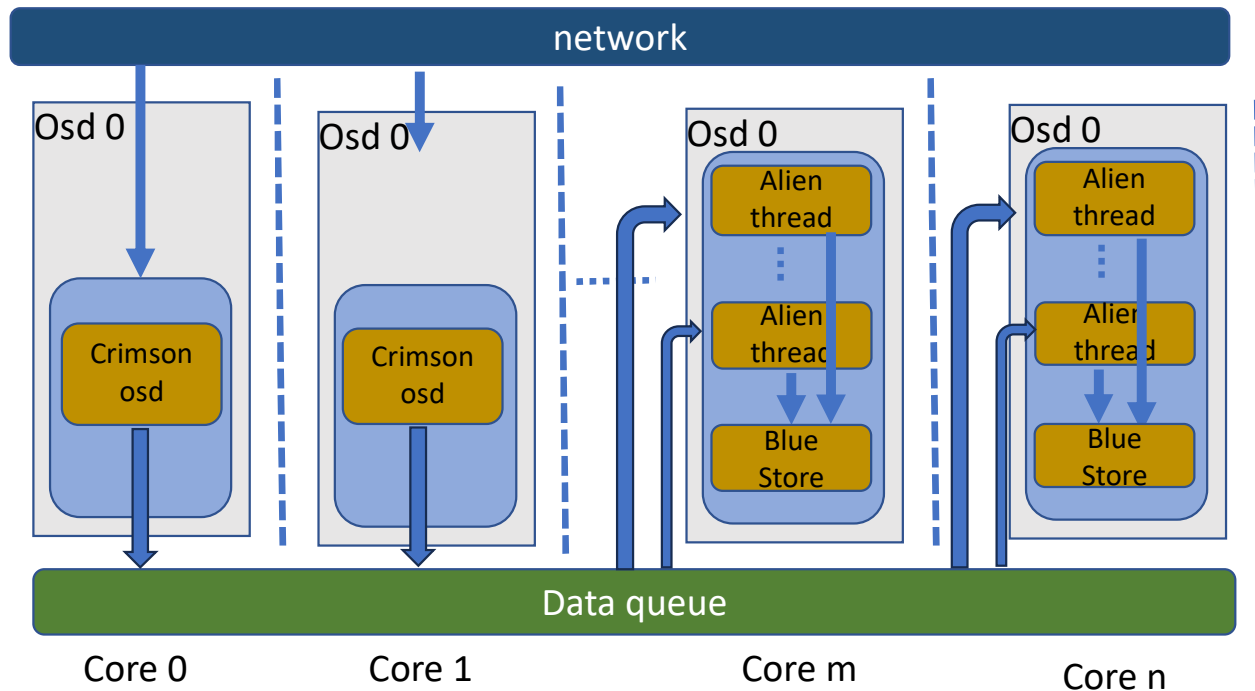 network
Osd 0
Crimson
osd
Osd 0
Crimson
osd
Osd 0
Alien
thread
Alien
thread
Blue
Store
Osd 0
Alien
thread
Alien
thread
Blue
Store
Data queue
Core 0
Core 1
Core m
Core n